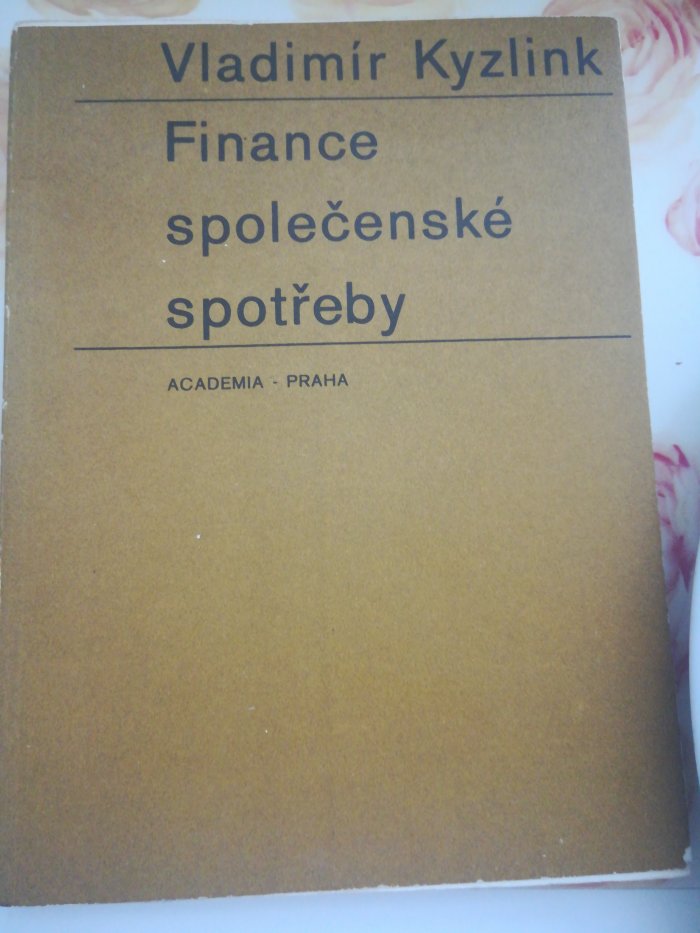 Vladimír Kyzlink
Finance
společenské
spotřeby
ACADEMIA - PRAHA